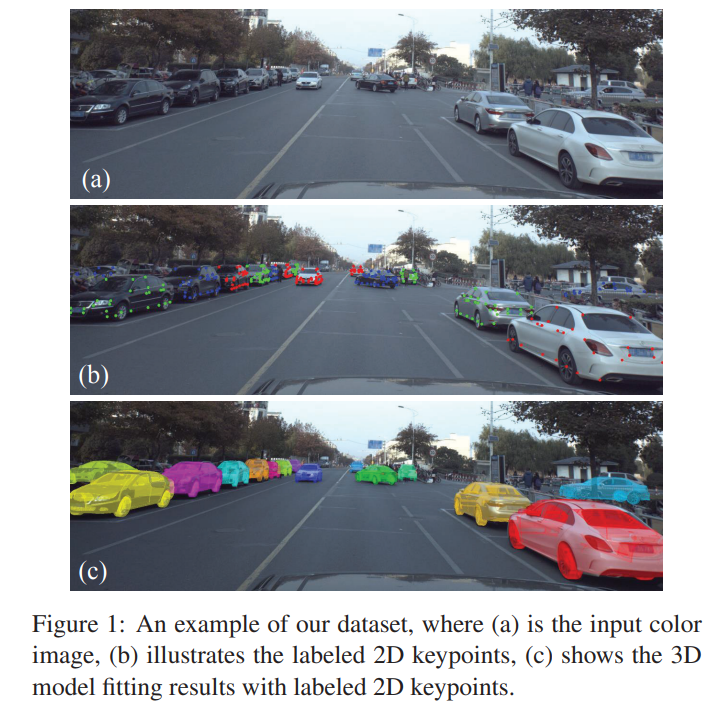 (a)
(b)
(c)
Figure 1: An example of our dataset, where (a) is the input color
image, (b) illustrates the labeled 2D keypoints, (c) shows the 3D
model fitting results with labeled 2D keypoints.